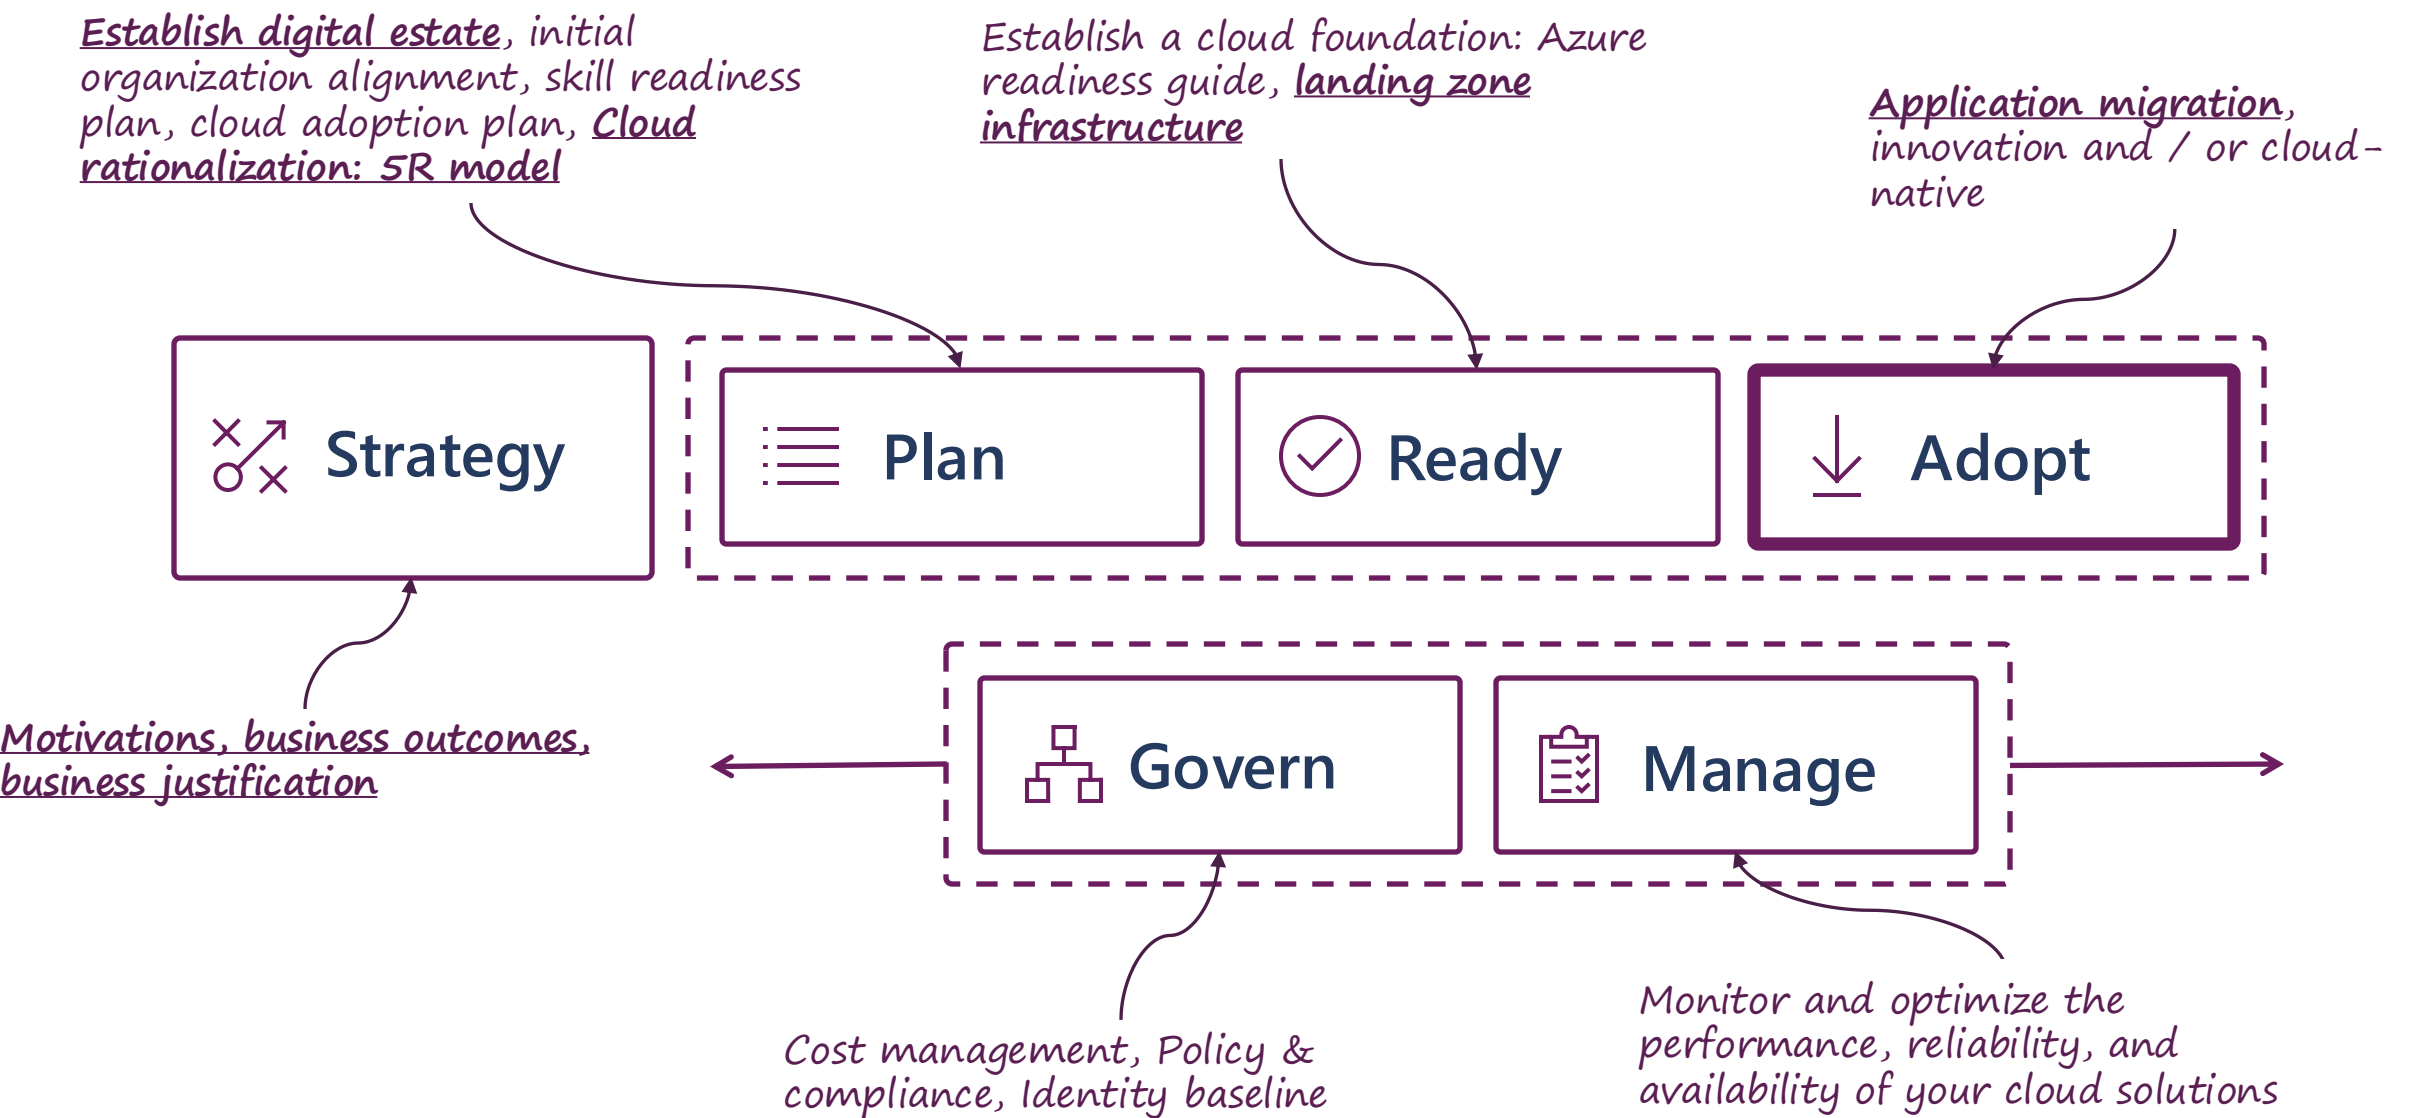 Establish digital estate, initial
organization alignment, skill readiness
plan, cloud adoption plan, Cloud
rationalization: 5R model
Establish a cloud foundation: Azure
readiness guide, landing zone
infrastructure
Application migration,
innovation and / or cloud-
native
Strategy
Plan
Ready
Adopt
Motivations, business outcomes,
business justification
Govern
Manage
Cost management, Policy &
compliance, Identity baseline
Monitor and optimize the
performance, reliability, and
availability of your cloud solutions